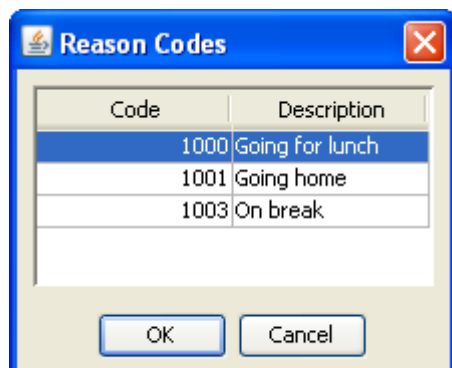 Reason Codes
Code Description
1000 Going for lunch
1001 Going home
1003 On break
OK Cancel